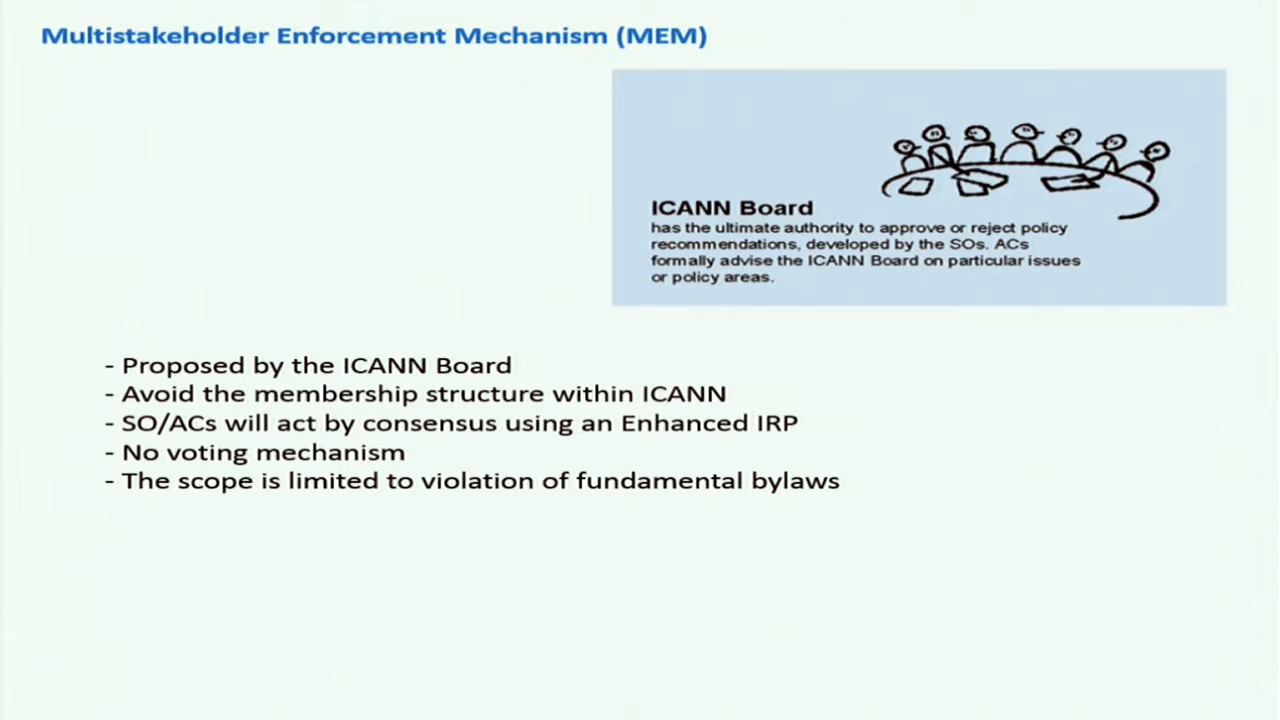 Multistakeholder Enforcement Mechanism (MEM)
ICANN Board
has the ultimate authority to approve or reject policy
recommendations, developed by the SOs. ACs
formally advise the ICANN Board on particular issues
or policy areas.
- Proposed by the ICANN Board
- Avoid the membership structure within ICANN
- SO/ACs will act by consensus using an Enhanced IRP
- No voting mechanism
- The scope is limited to violation of fundamental bylaws